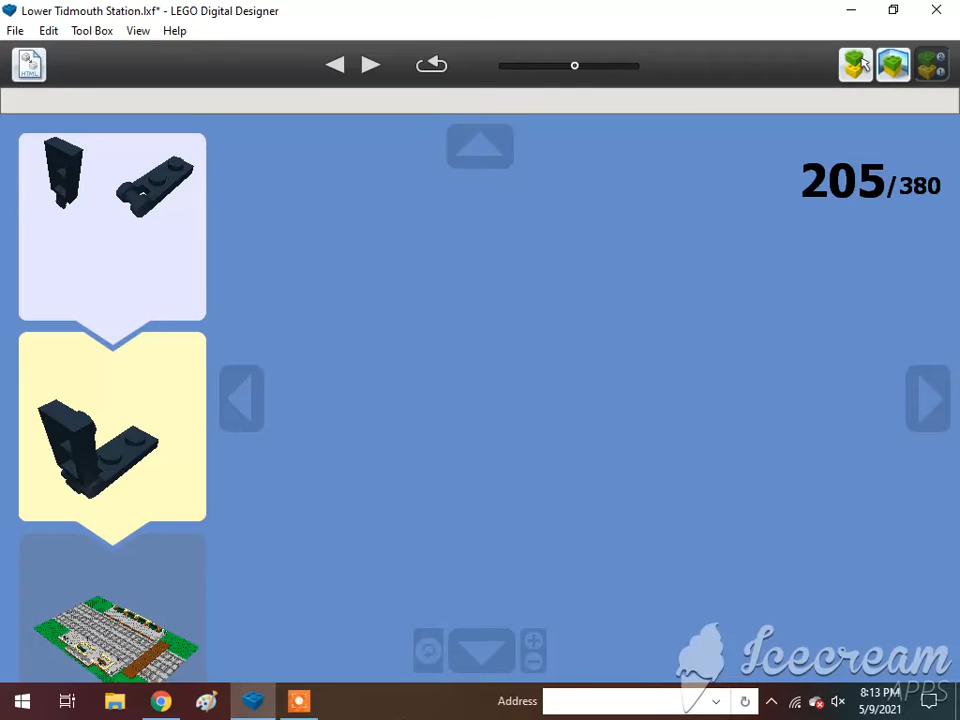 Lower Tidmouth Station.lxf* - LEGO Digital Designer
File Edit Tool Box View Help
HTML
205/380
Icecream
APPS
Address
8:13 PM
5/9/2021